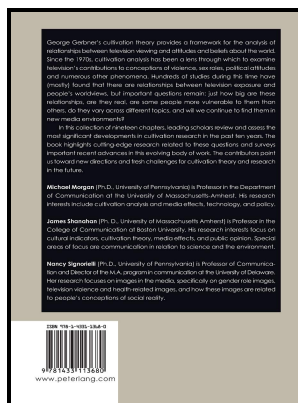 George Gerbner's cultivation theory provides a framework for the analysis of
relationships between television viewing and attitudes and beliefs about the world.
Since the 1970s, cultivation analysis has been a lens through which to examine
television's contributions to conceptions of violence, sex roles, political attitudes
and numerous other phenomena. Hundreds of studies during this time have
(mostly) found that there are relationships between television exposure and
people's worldviews, but important questions remain: just how big are these
relationships, are they real, are some people more vulnerable to them than
others, do they vary across different topics, and will we continue to find them in
new media environments?
In this collection of nineteen chapters, leading scholars review and assess the
most significant developments in cultivation research in the past ten years. The
book highlights cutting-edge research related to these questions and surveys
important recent advances in this evolving body of work. The contributors point
us toward new directions and fresh challenges for cultivation theory and research
in the future.
Michael Morgan (Ph.D., University of Pennsylvania) is Professor in the Department
of Communication at the University of Massachusetts Amherst. His research
interests include cultivation analysis and media effects, technology, and policy.
James Shanahan (Ph. D., University of Massachusetts Amherst) is Professor in the
College of Communication at Boston University. His research interests focus on
cultural indicators, cultivation theory, media effects, and public opinion. Special
areas of focus are communication in relation to science and the environment.
Nancy Signorielli (Ph.D., University of Pennsylvania) is Professor of Communica-
tion and Director of the M.A. program in communication at the University of Delaware.
Her research focuses on images in the media, specifically on gender role images,
television violence and health-related images, and how these images are related
to people's conceptions of social reality.
ISBN 978-1-4331-1368-0
9 781433 113680
www.peterlang.com